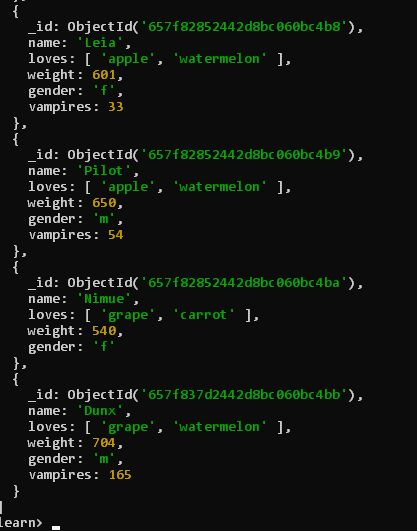 },
{
_id: ObjectId('657f82852442d8bc060bc4b8'),
name: 'Leia',
loves: [ 'apple', 'watermelon' ],
weight: 601,
gender: 'f',
vampires: 33
},
{
_id: ObjectId('657f82852442d8bc060bc4b9'),
name: 'Pilot',
loves: [ 'apple', 'watermelon' ],
weight: 650,
gender: 'm',
vampires: 54
},
{
_id: ObjectId('657f82852442d8bc060bc4ba'),
name: 'Nimue',
loves: [ 'grape', 'carrot' ],
weight: 540,
gender: 'f'
},
{
_id: ObjectId('657f837d2442d8bc060bc4bb'),
name: 'Dunx',
loves: [ 'grape', 'watermelon' ],
weight: 704,
gender: 'm',
vampires: 165
}
]
learn>